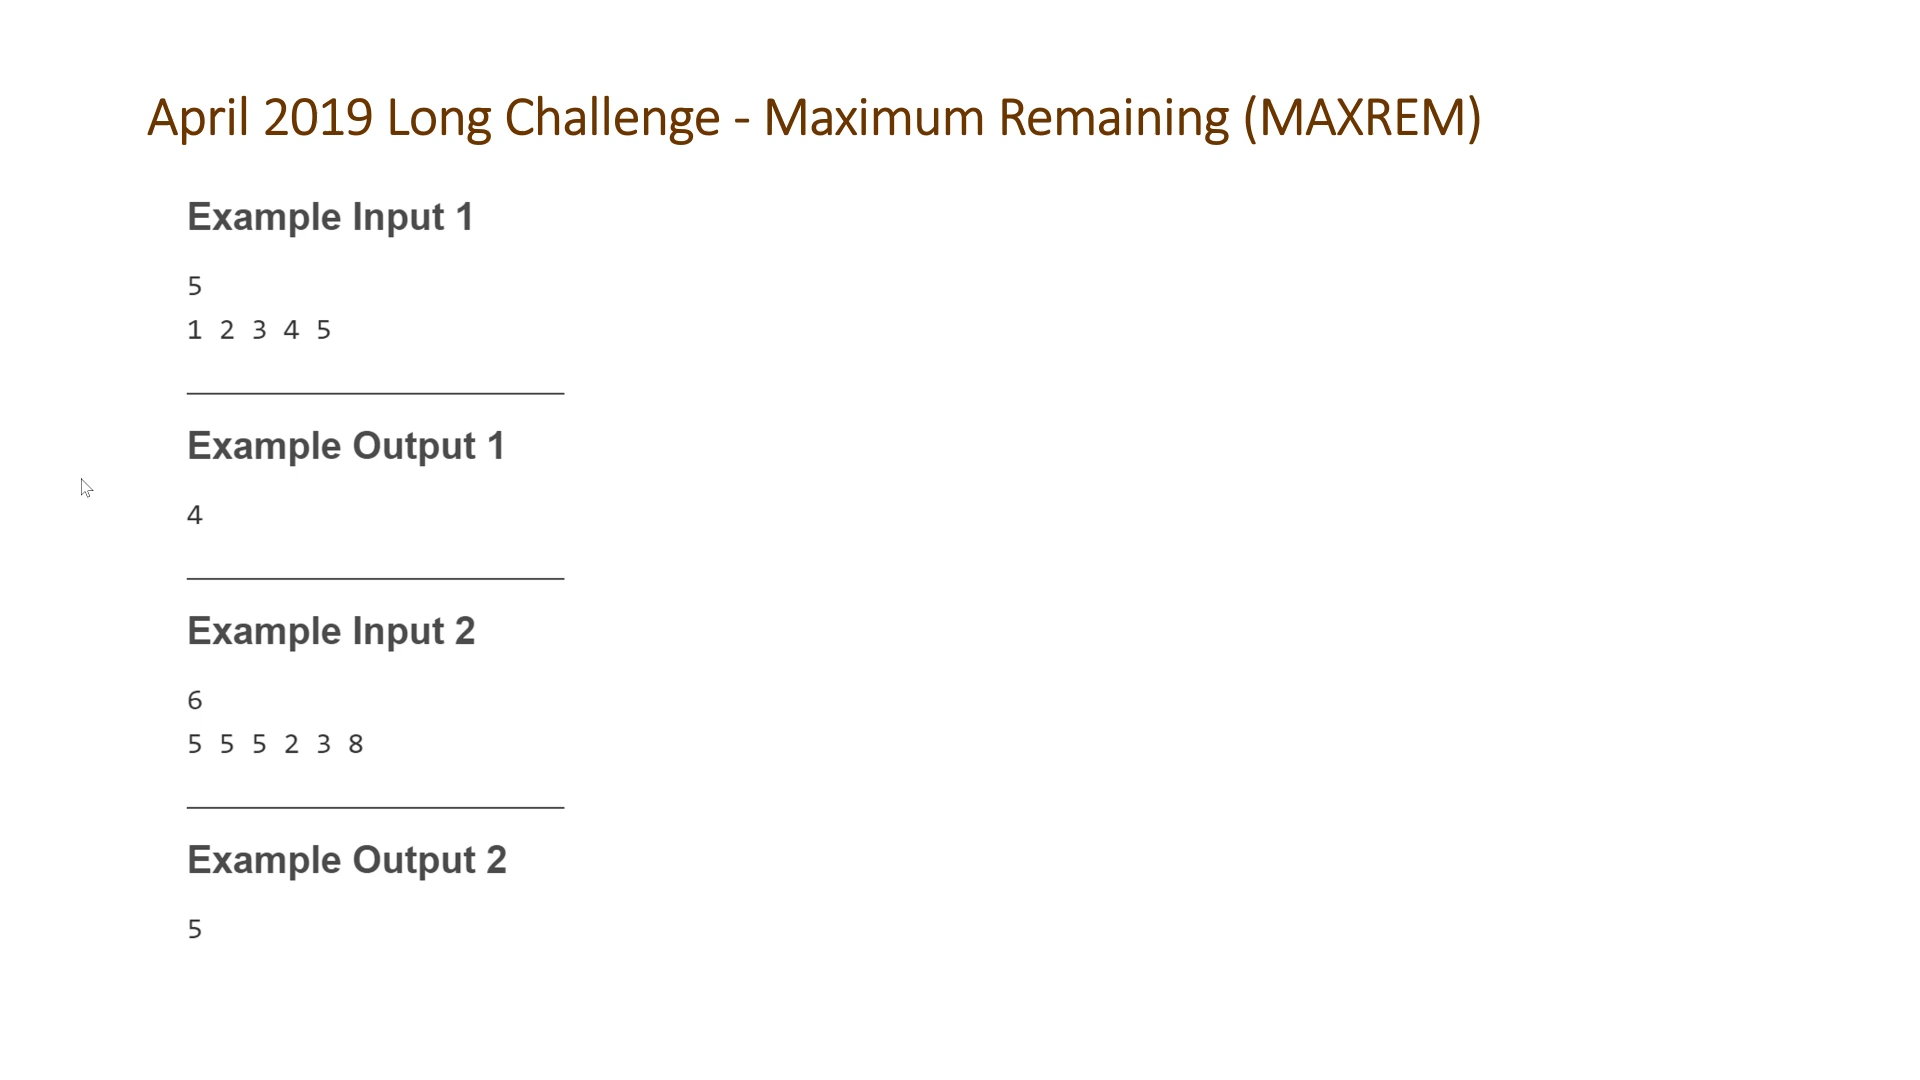 April 2019 Long Challenge - Maximum Remaining (MAXREM)
Example Input 1
5
1 2 3 4 5
Example Output 1
4
Example Input 2
6
5 5 5 2 3 8
Example Output 2
5